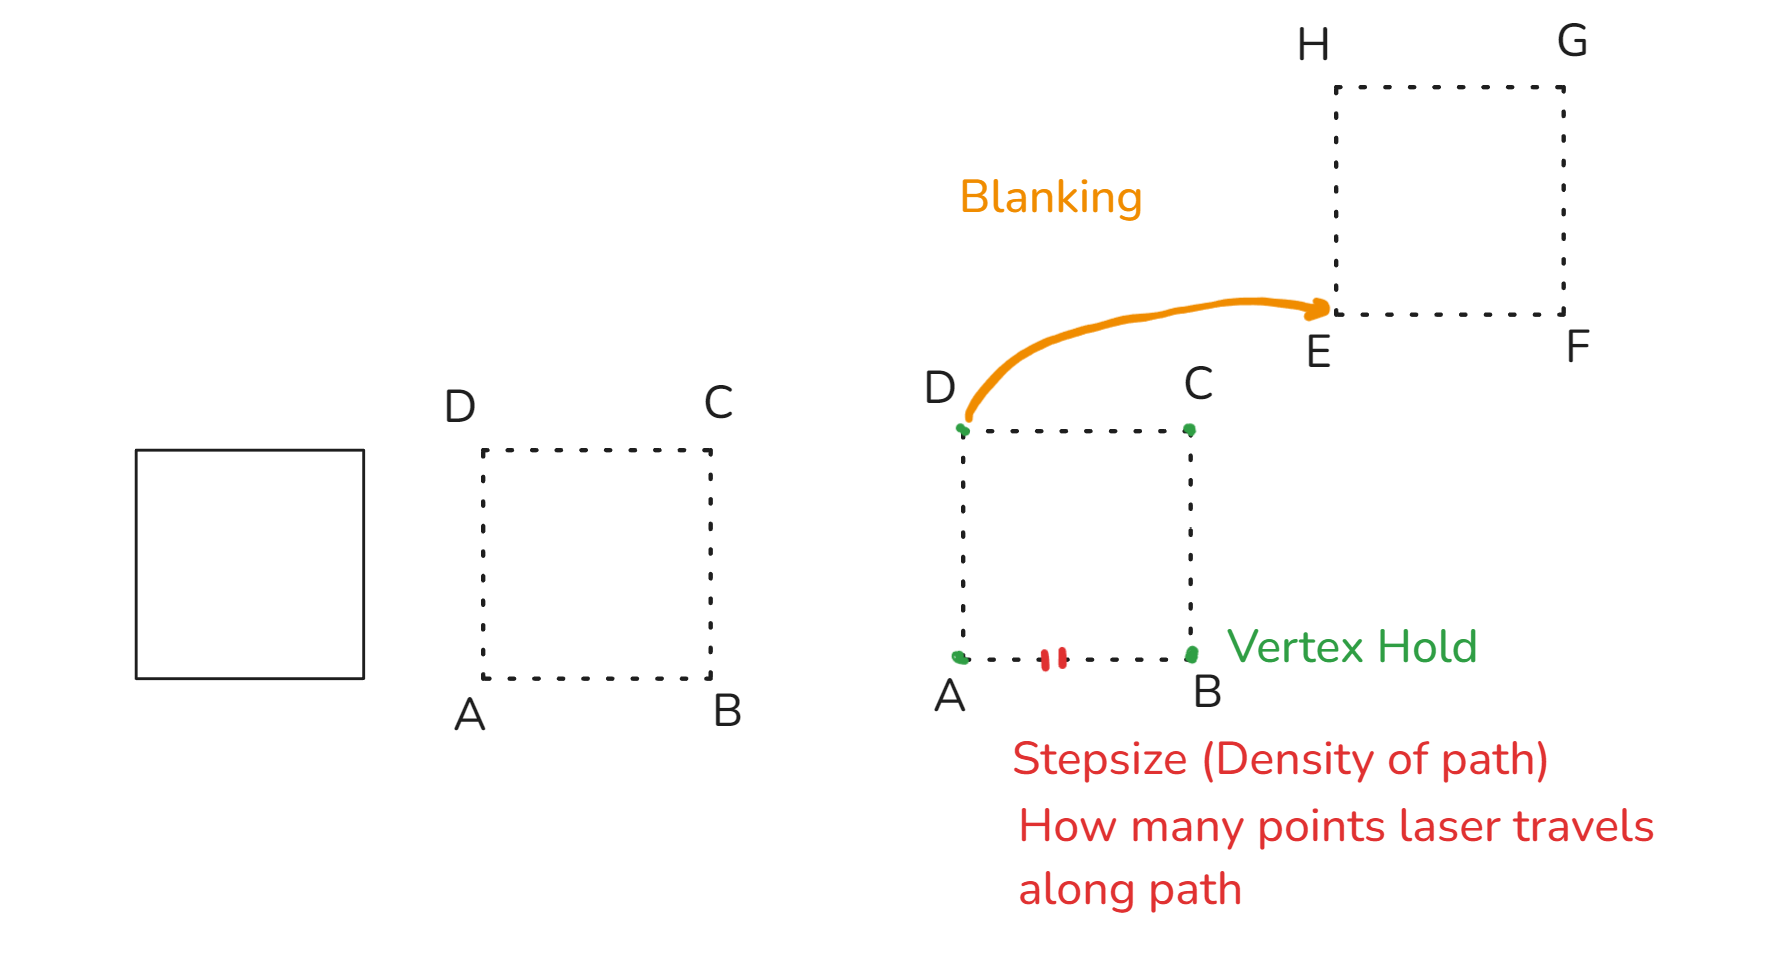 H G
Blanking
E F
D C
D C
Vertex Hold
A B
A B
Stepsize (Density of path)
How many points laser travels
along path